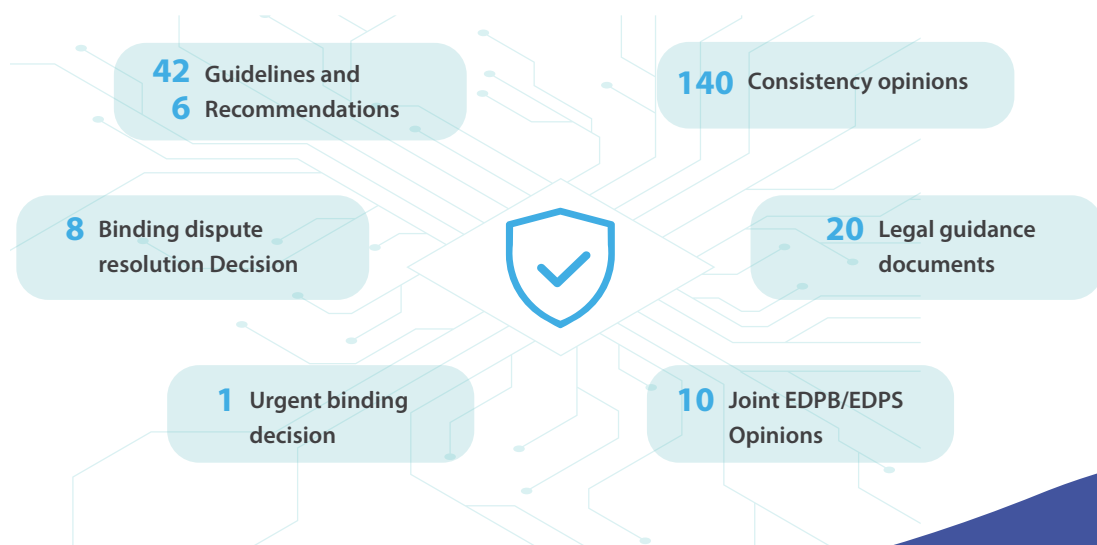 42 Guidelines and
6 Recommendations
140 Consistency opinions
8 Binding dispute
resolution Decision
20 Legal guidance
documents
1 Urgent binding
decision
10 Joint EDPB/EDPS
Opinions